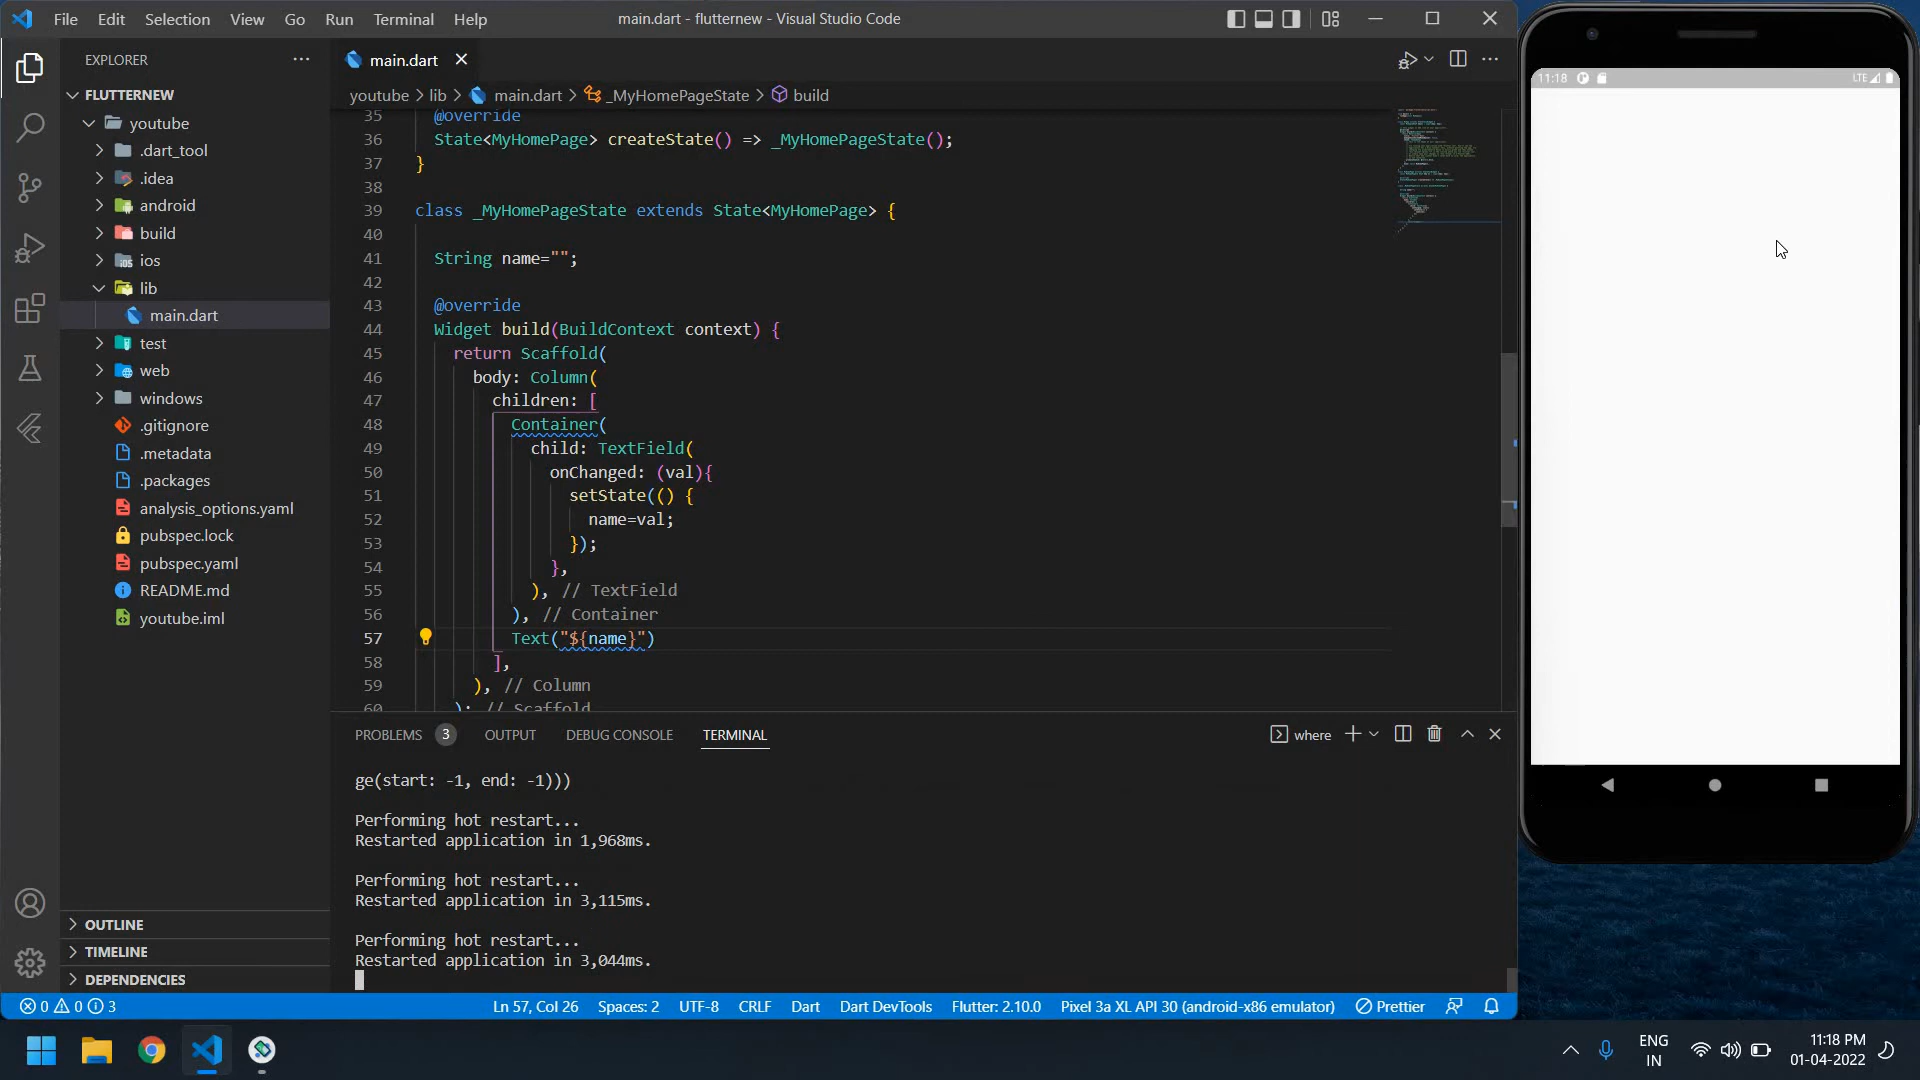 File Edit Selection View Go Run Terminal Help
main.dart - flutternew - Visual Studio Code
EXPLORER
FLUTTERNEW
youtube
.dart_tool
.idea
android
build
ios
lib
main.dart
test
web
windows
.gitignore
.metadata
.packages
analysis_options.yaml
pubspec.lock
pubspec.yaml
README.md
youtube.iml
OUTLINE
TIMELINE
DEPENDENCIES
main.dart
youtube > lib > main.dart > _MyHomePageState > build
35 @override
36 State<MyHomePage> createState() => _MyHomePageState();
37 }
38
39 class _MyHomePageState extends State<MyHomePage> {
40
41 String name="";
42
43 @override
44 Widget build(BuildContext context) {
45 return Scaffold(
46 body: Column(
47 children: [
48 Container(
49 child: TextField(
50 onChanged: (val){
51 setState(() {
52 name=val;
53 });
54 },
55 ), // TextField
56 ), // Container
57 Text("${name}")
58 ],
59 ), // Column
60 ); // Scaffold
PROBLEMS 3 OUTPUT DEBUG CONSOLE TERMINAL
where
ge(start: -1, end: -1)))
Performing hot restart...
Restarted application in 1,968ms.
Performing hot restart...
Restarted application in 3,115ms.
Performing hot restart...
Restarted application in 3,044ms.
0 0 3
Ln 57, Col 26 Spaces: 2 UTF-8 CRLF Dart Dart DevTools Flutter: 2.10.0 Pixel 3a XL API 30 (android-x86 emulator) Prettier
11:18
LTE
ENG
IN
11:18 PM
01-04-2022